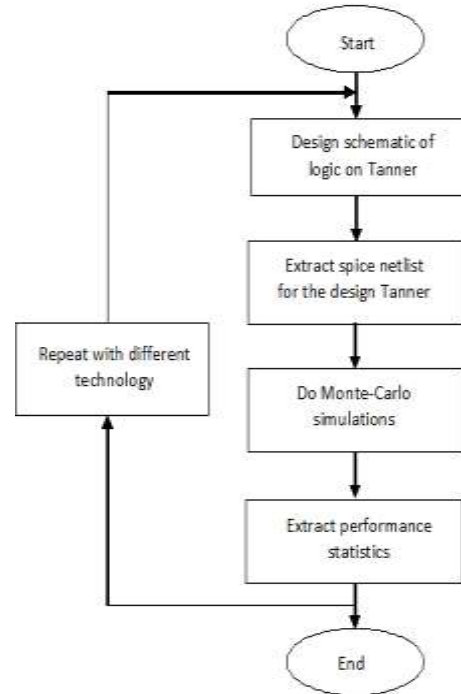 Start
Design schematic of
logic on Tanner
Extract spice netlist
for the design Tanner
Repeat with different
technology
Do Monte-Carlo
simulations
Extract performance
statistics
End